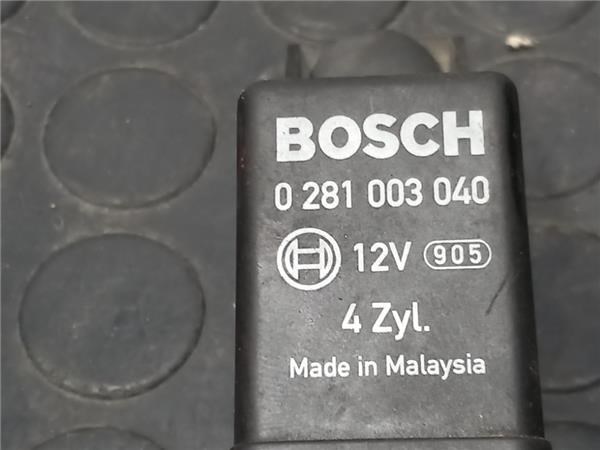 BOSCH
0 281 003 040
12V 905
4 Zyl.
Made in Malaysia